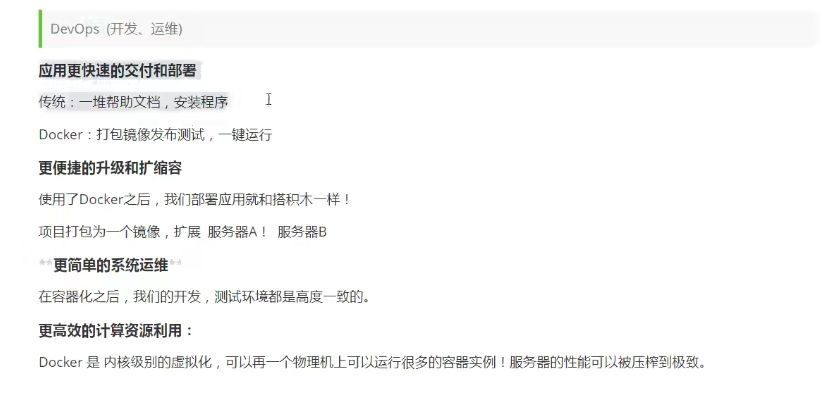 DevOps（开发、运维）
应用更快速的交付和部署
传统：一堆帮助文档，安装程序
Docker：打包镜像发布测试，一键运行
更便捷的升级和扩缩容
使用了Docker之后，我们部署应用就和搭积木一样！
项目打包为一个镜像，扩展 服务器A！ 服务器B
**更简单的系统运维**
在容器化之后，我们的开发，测试环境都是高度一致的。
更高效的计算资源利用：
Docker 是 内核级别的虚拟化，可以再一个物理机上可以运行很多的容器实例！服务器的性能可以被压榨到极致。